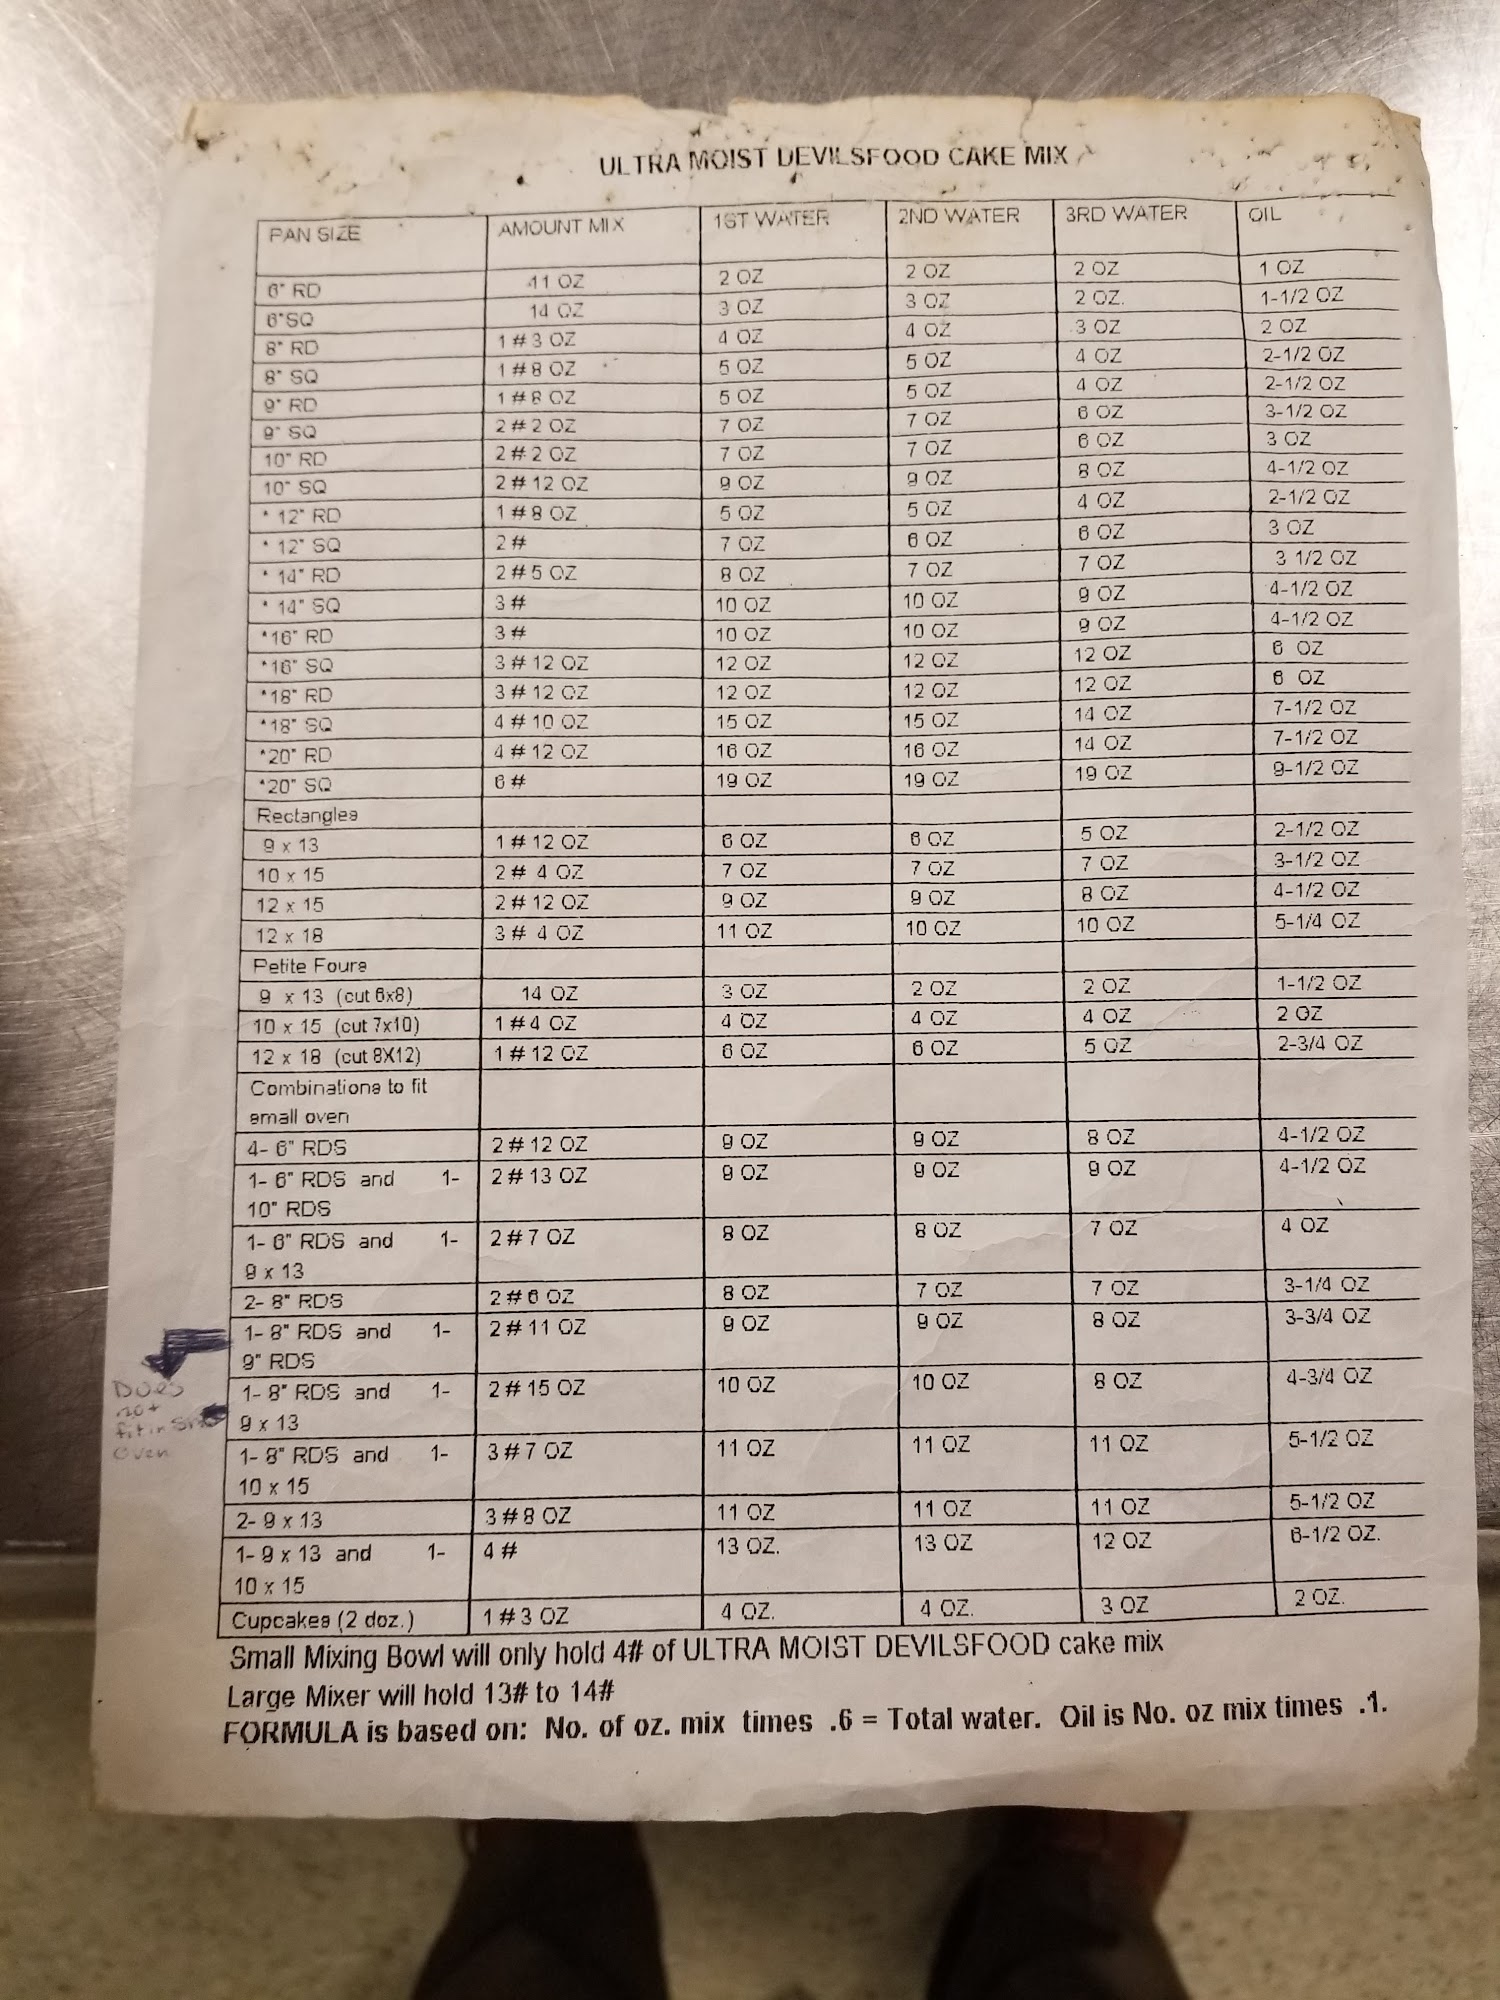 ULTRA MOIST DEVILSFOOD CAKE MIX
PAN SIZE AMOUNT MIX 1ST WATER 2ND WATER 3RD WATER OIL
6" RD 11 OZ 2 OZ 2 OZ 2 OZ 1 OZ
6"SQ 14 OZ 3 OZ 3 OZ 2 OZ. 1-1/2 OZ
8" RD 1 # 3 OZ 4 OZ 4 OZ 3 OZ 2 OZ
8" SQ 1 # 8 OZ 5 OZ 5 OZ 4 OZ 2-1/2 OZ
9" RD 1 # 8 OZ 5 OZ 5 OZ 4 OZ 2-1/2 OZ
9" SQ 2 # 2 OZ 7 OZ 7 OZ 6 OZ 3-1/2 OZ
10" RD 2 # 2 OZ 7 OZ 7 OZ 6 OZ 3 OZ
10" SQ 2 # 12 OZ 9 OZ 9 OZ 8 OZ 4-1/2 OZ
* 12" RD 1 # 8 OZ 5 OZ 5 OZ 4 OZ 2-1/2 OZ
* 12" SQ 2 # 7 OZ 6 OZ 6 OZ 3 OZ
* 14" RD 2 # 5 OZ 8 OZ 7 OZ 7 OZ 3 1/2 OZ
* 14" SQ 3 # 10 OZ 10 OZ 9 OZ 4-1/2 OZ
*16" RD 3 # 10 OZ 10 OZ 9 OZ 4-1/2 OZ
*16" SQ 3 # 12 OZ 12 OZ 12 OZ 12 OZ 6 OZ
*18" RD 3 # 12 OZ 12 OZ 12 OZ 12 OZ 6 OZ
*18" SQ 4 # 10 OZ 15 OZ 15 OZ 14 OZ 7-1/2 OZ
*20" RD 4 # 12 OZ 16 OZ 16 OZ 14 OZ 7-1/2 OZ
*20" SQ 6 # 19 OZ 19 OZ 19 OZ 9-1/2 OZ
Rectangles
9 x 13 1 # 12 OZ 6 OZ 6 OZ 5 OZ 2-1/2 OZ
10 x 15 2 # 4 OZ 7 OZ 7 OZ 7 OZ 3-1/2 OZ
12 x 15 2 # 12 OZ 9 OZ 9 OZ 8 OZ 4-1/2 OZ
12 x 18 3 # 4 OZ 11 OZ 10 OZ 10 OZ 5-1/4 OZ
Petite Fours
9 x 13 (cut 6x8) 14 OZ 3 OZ 2 OZ 2 OZ 1-1/2 OZ
10 x 15 (cut 7x10) 1 # 4 OZ 4 OZ 4 OZ 4 OZ 2 OZ
12 x 18 (cut 8X12) 1 # 12 OZ 6 OZ 6 OZ 5 OZ 2-3/4 OZ
Combinations to fit
small oven
4- 6" RDS 2 # 12 OZ 9 OZ 9 OZ 8 OZ 4-1/2 OZ
1- 6" RDS and 1- 2 # 13 OZ 9 OZ 9 OZ 9 OZ 4-1/2 OZ
10" RDS
1- 6" RDS and 1- 2 # 7 OZ 8 OZ 8 OZ 7 OZ 4 OZ
9 x 13
2- 8" RDS 2 # 6 OZ 8 OZ 7 OZ 7 OZ 3-1/4 OZ
1- 8" RDS and 1- 2 # 11 OZ 9 OZ 9 OZ 8 OZ 3-3/4 OZ
9" RDS
1- 8" RDS and 1- 2 # 15 OZ 10 OZ 10 OZ 8 OZ 4-3/4 OZ
9 x 13
Does
not
fit in
oven
1- 8" RDS and 1- 3 # 7 OZ 11 OZ 11 OZ 11 OZ 5-1/2 OZ
10 x 15
2- 9 x 13 3 # 8 OZ 11 OZ 11 OZ 11 OZ 5-1/2 OZ
1- 9 x 13 and 1- 4 # 13 OZ. 13 OZ 12 OZ 6-1/2 OZ.
10 x 15
Cupcakes (2 doz.) 1 # 3 OZ 4 OZ. 4 OZ. 3 OZ 2 OZ.
Small Mixing Bowl will only hold 4# of ULTRA MOIST DEVILSFOOD cake mix
Large Mixer will hold 13# to 14#
FORMULA is based on: No. of oz. mix times .6 = Total water. Oil is No. oz mix times .1.